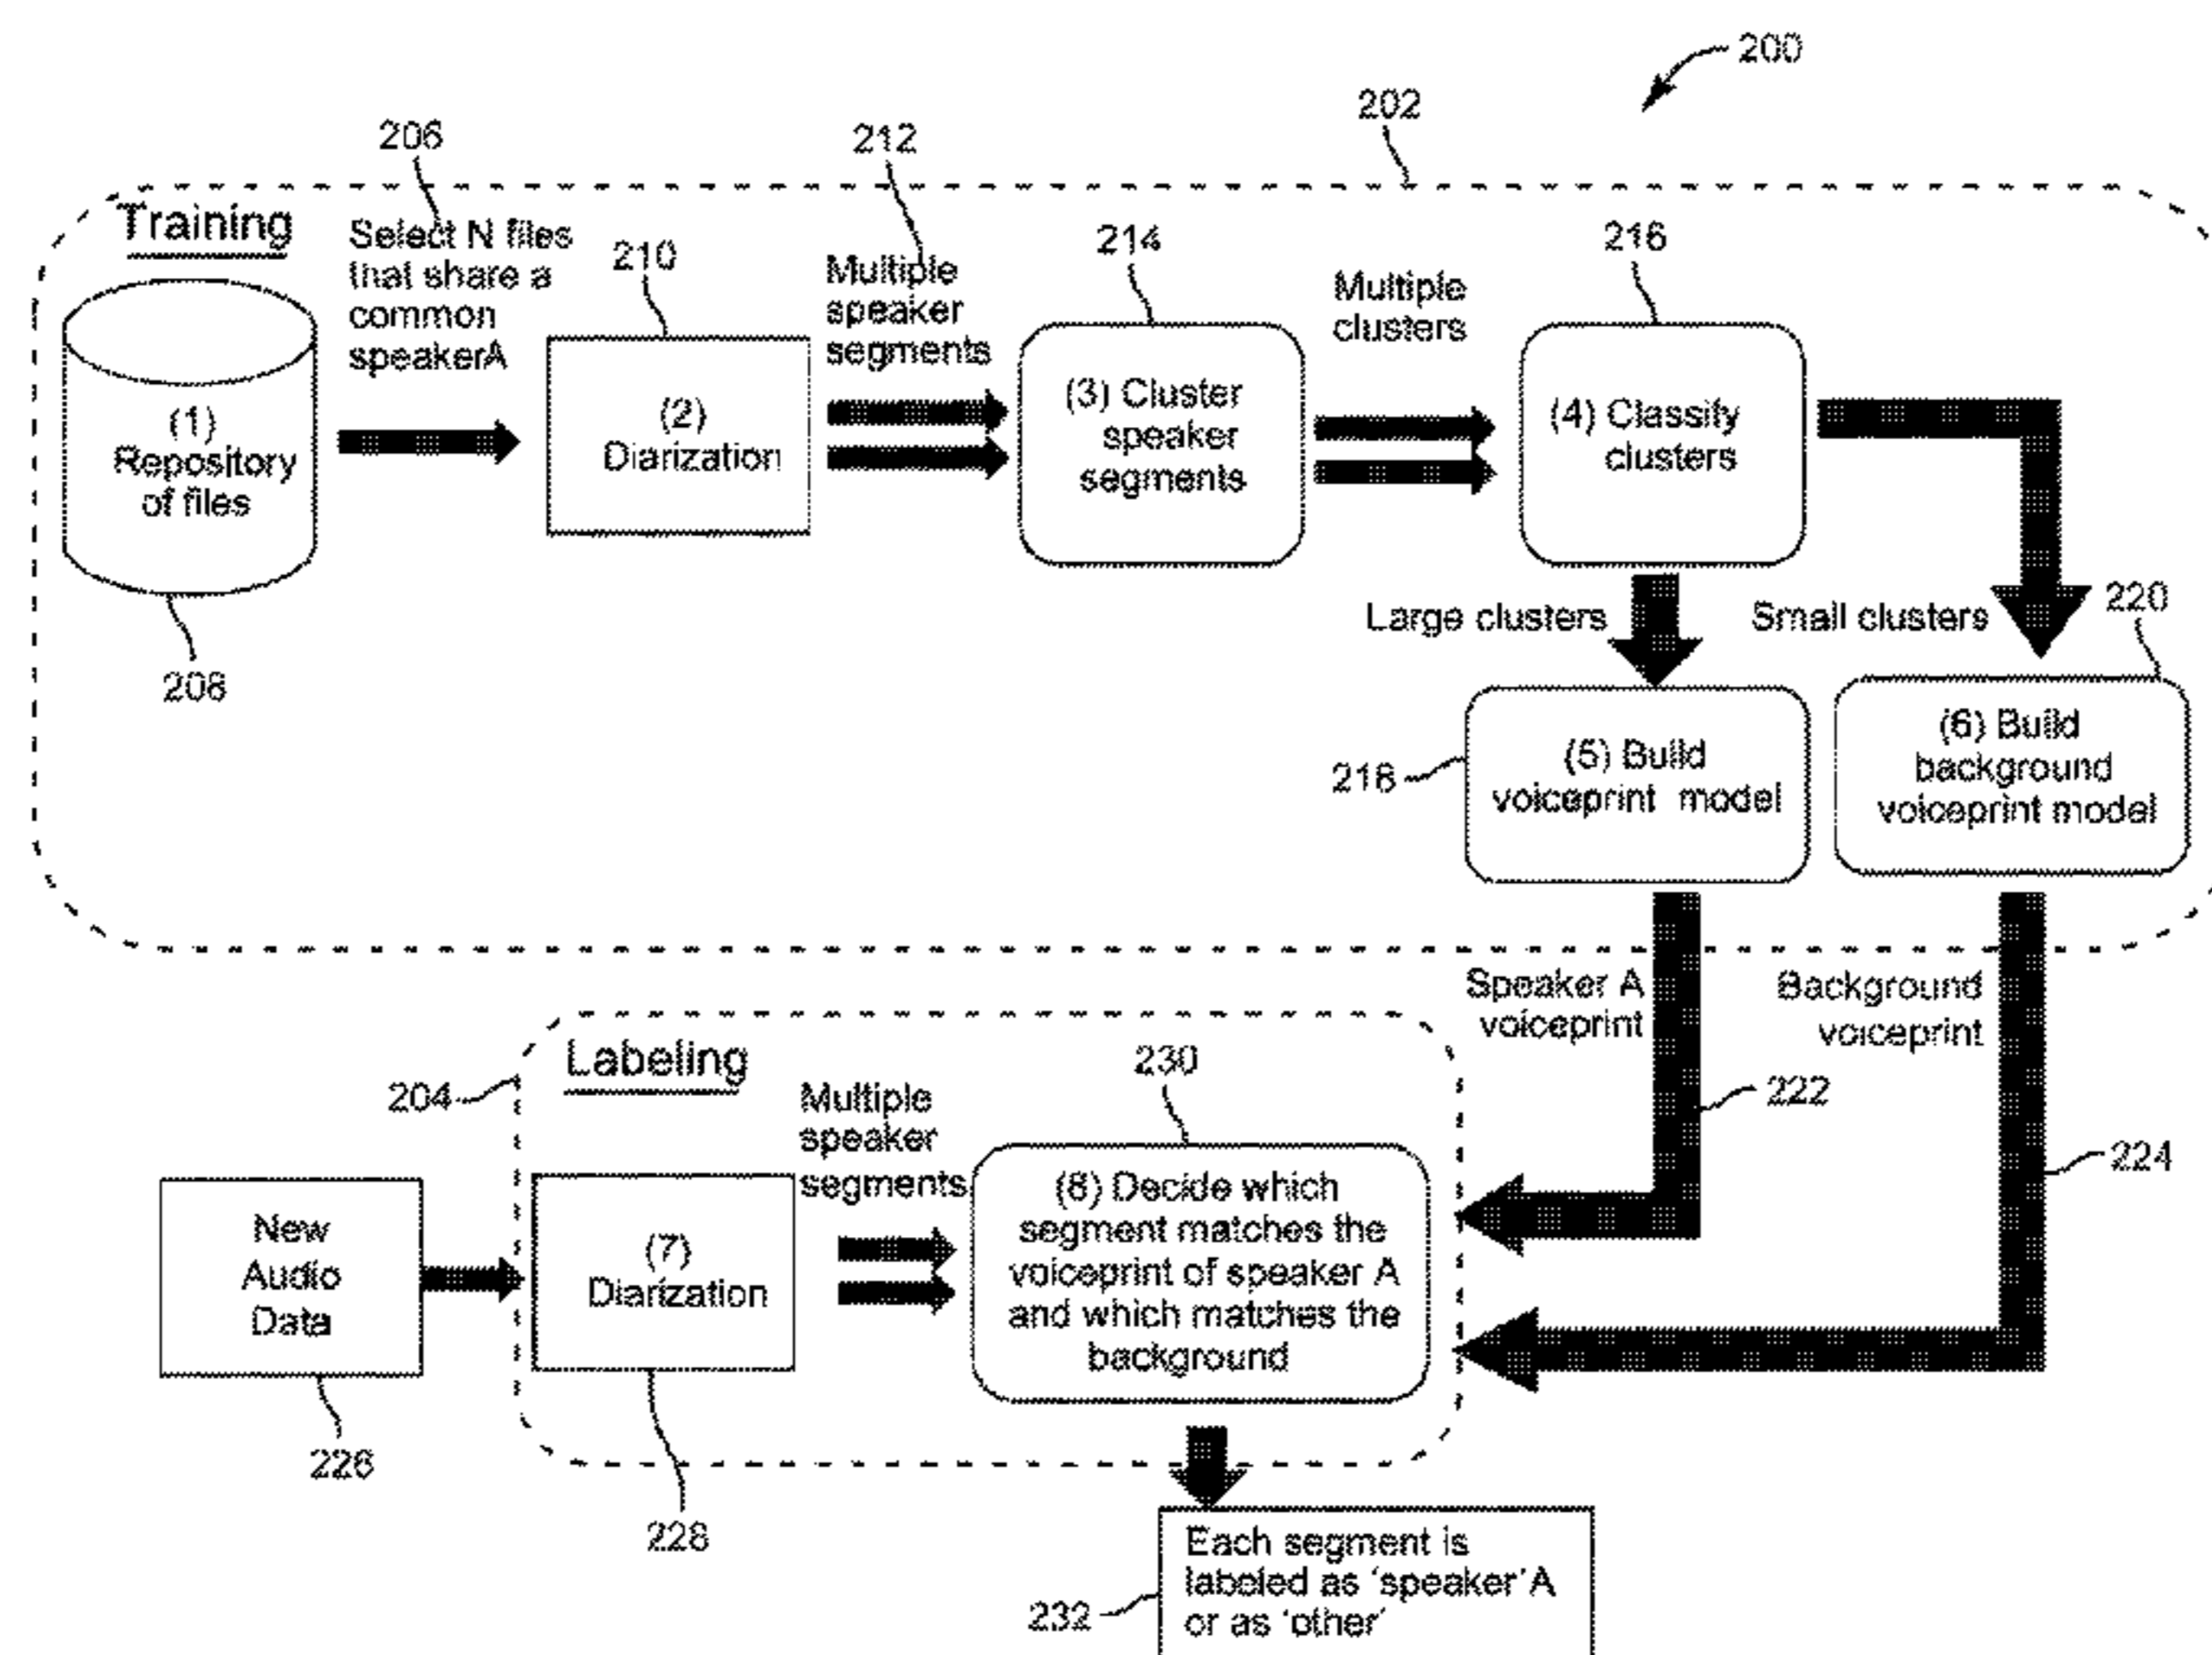 200
202
206
212
Training
Select N files
that share a
common
speakerA
210
Multiple
speaker
segments
214
Multiple
clusters
216
(1)
Repository
of files
(2)
Diarization
(3) Cluster
speaker
segments
(4) Classify
clusters
208
Large clusters
Small clusters
220
218
(5) Build
voiceprint model
(6) Build
background
voiceprint model
Speaker A
voiceprint
Background
voiceprint
204
Labeling
Multiple
speaker
segments
230
222
224
New
Audio
Data
(7)
Diarization
(8) Decide which
segment matches the
voiceprint of speaker A
and which matches the
background
226
228
232
Each segment is
labeled as 'speaker'A
or as 'other'